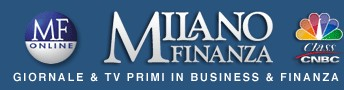 MF
ONLINE
MILANO
FINANZA
Class
CNBC
GIORNALE & TV PRIMI IN BUSINESS & FINANZA